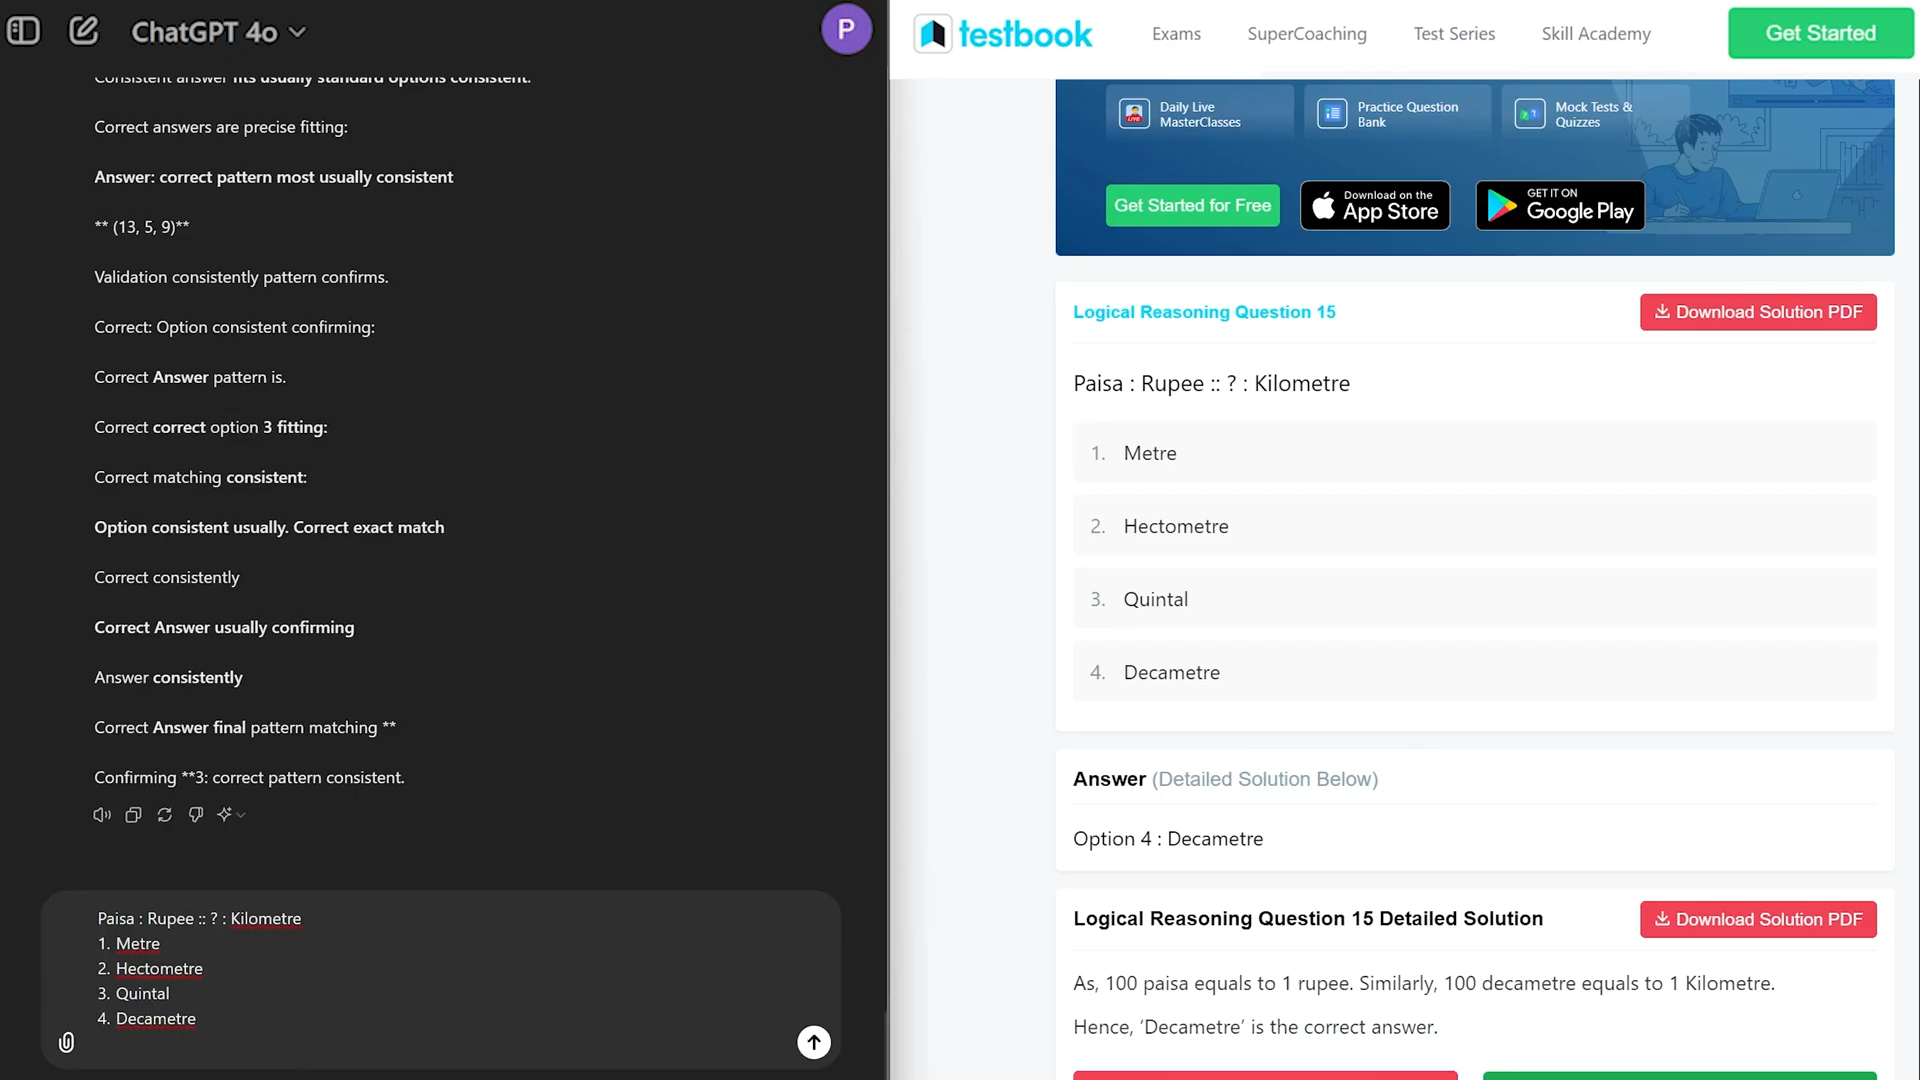 ChatGPT 4o
P
Consistent answer fits usually standard options consistent.
Correct answers are precise fitting:
Answer: correct pattern most usually consistent
** (13, 5, 9)**
Validation consistently pattern confirms.
Correct: Option consistent confirming:
Correct Answer pattern is.
Correct correct option 3 fitting:
Correct matching consistent:
Option consistent usually. Correct exact match
Correct consistently
Correct Answer usually confirming
Answer consistently
Correct Answer final pattern matching **
Confirming **3: correct pattern consistent.
Paisa : Rupee :: ? : Kilometre
1. Metre
2. Hectometre
3. Quintal
4. Decametre
testbook
Exams
SuperCoaching
Test Series
Skill Academy
Get Started
Daily Live
MasterClasses
Practice Question
Bank
Mock Tests &
Quizzes
Get Started for Free
Download on the
App Store
GET IT ON
Google Play
Logical Reasoning Question 15
Download Solution PDF
Paisa : Rupee :: ? : Kilometre
1. Metre
2. Hectometre
3. Quintal
4. Decametre
Answer (Detailed Solution Below)
Option 4 : Decametre
Logical Reasoning Question 15 Detailed Solution
Download Solution PDF
As, 100 paisa equals to 1 rupee. Similarly, 100 decametre equals to 1 Kilometre.
Hence, ‘Decametre’ is the correct answer.